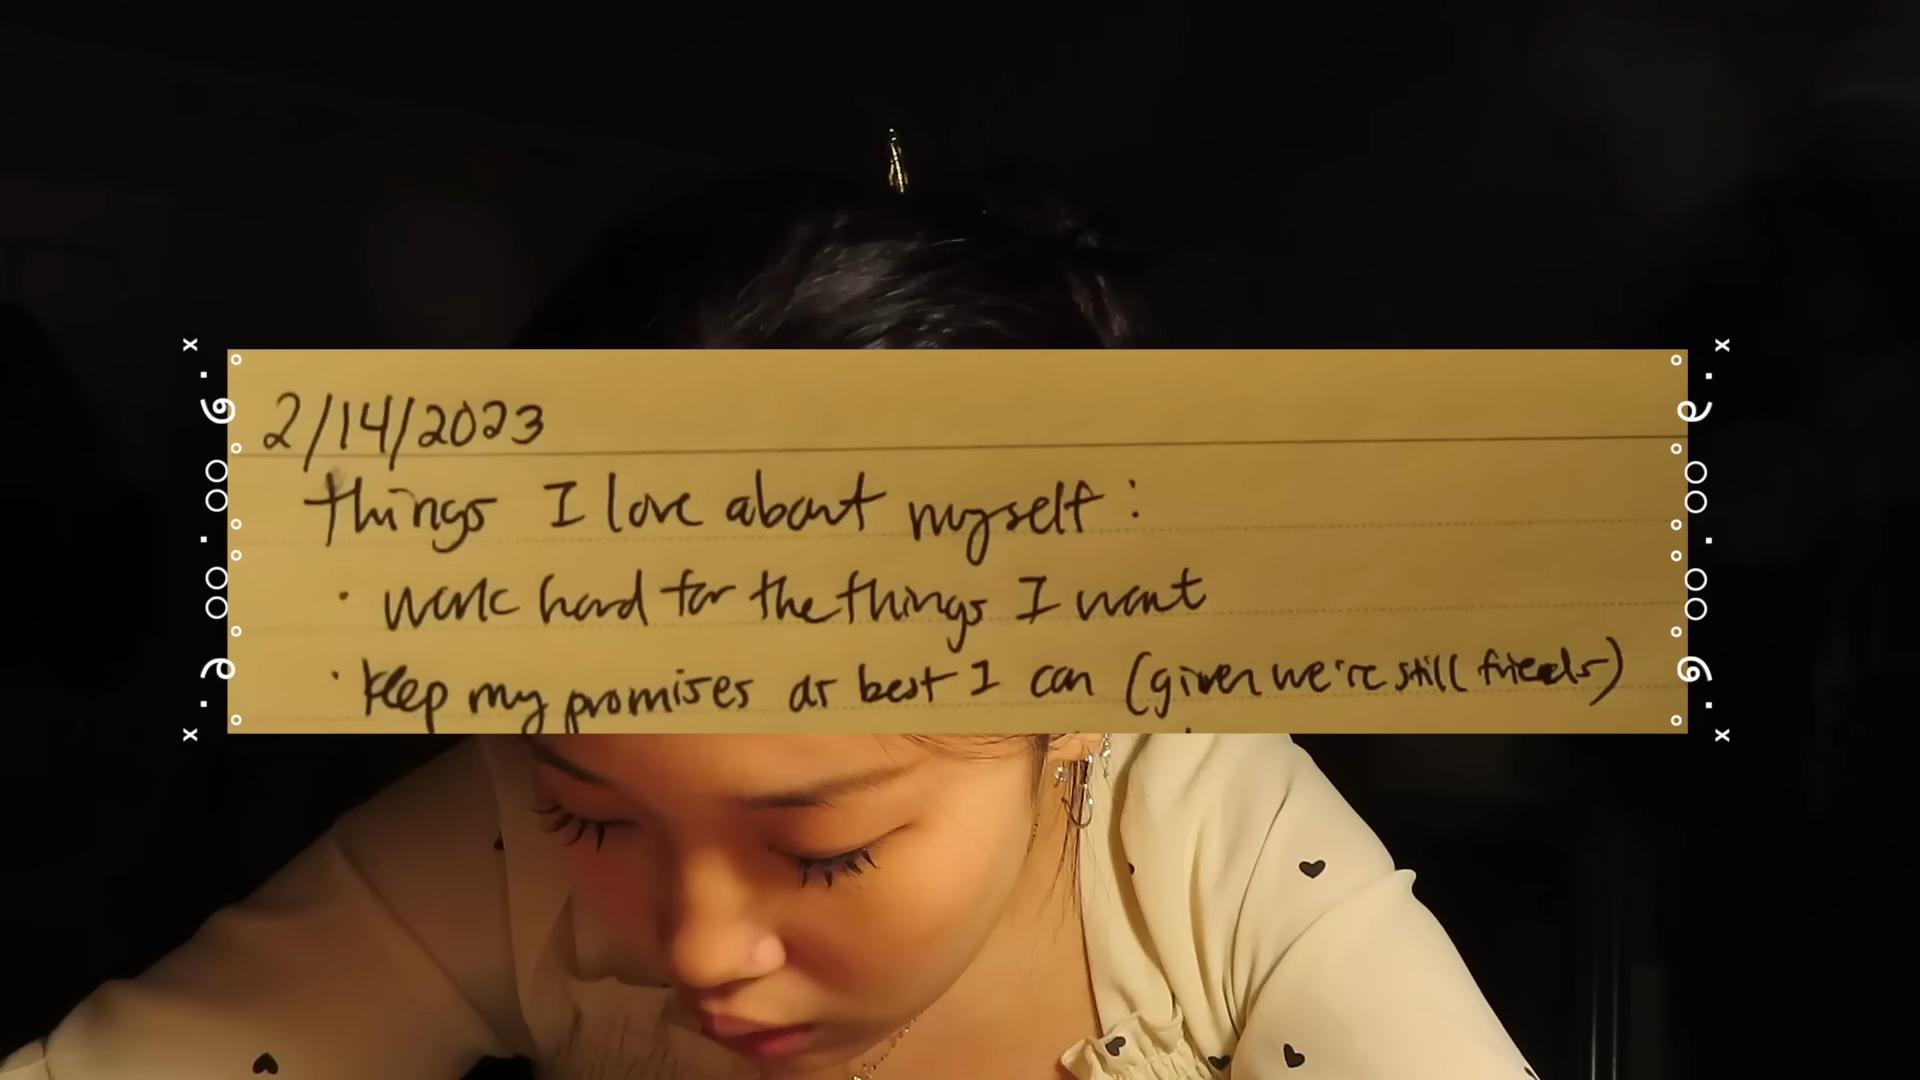 2/14/2023
things I love about myself:
· work hard for the things I want
· keep my promises as best I can (given we're still friends)